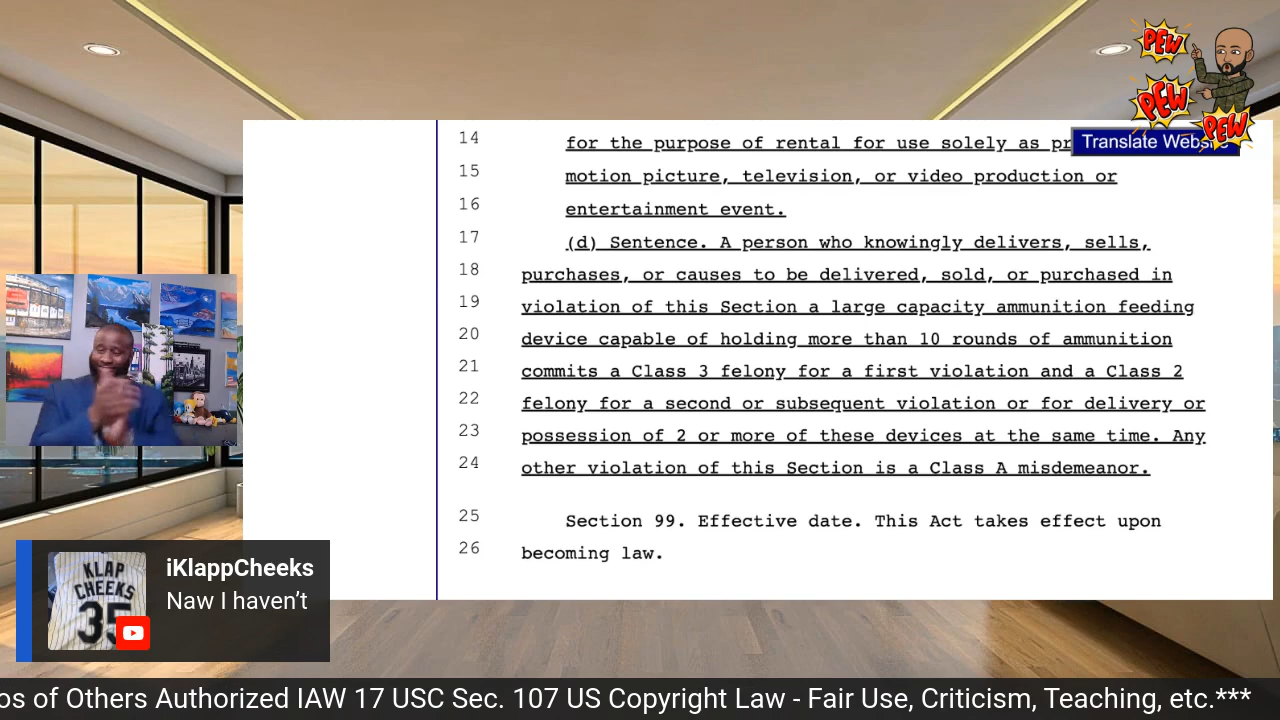 PEW
PEW
PEW
Translate Website
14 for the purpose of rental for use solely as
15 motion picture, television, or video production or
16 entertainment event.
17 (d) Sentence. A person who knowingly delivers, sells,
18 purchases, or causes to be delivered, sold, or purchased in
19 violation of this Section a large capacity ammunition feeding
20 device capable of holding more than 10 rounds of ammunition
21 commits a Class 3 felony for a first violation and a Class 2
22 felony for a second or subsequent violation or for delivery or
23 possession of 2 or more of these devices at the same time. Any
24 other violation of this Section is a Class A misdemeanor.
25 Section 99. Effective date. This Act takes effect upon
26 becoming law.
KLAP
CHEEKS
35
iKlappCheeks
Naw I haven’t
os of Others Authorized IAW 17 USC Sec. 107 US Copyright Law - Fair Use, Criticism, Teaching, etc.***